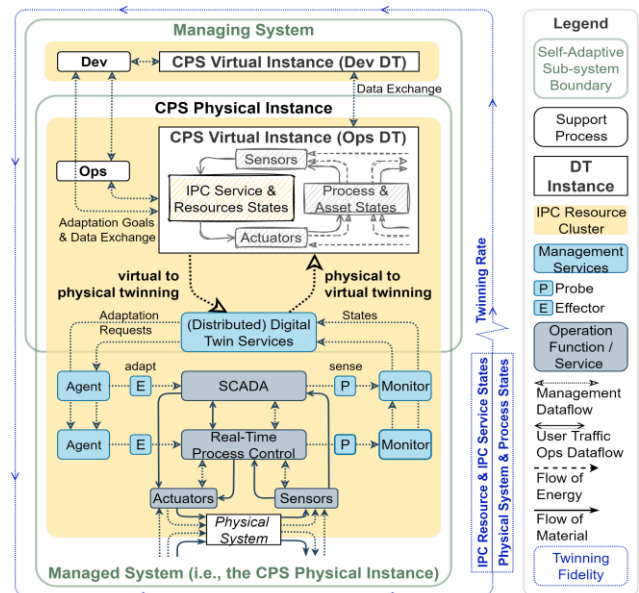 Managing System
Dev
CPS Virtual Instance (Dev DT)
Data Exchange
CPS Physical Instance
CPS Virtual Instance (Ops DT)
Sensors
Ops
IPC Service &
Resources States
Process &
Asset States
Actuators
Adaptation Goals
& Data Exchange
virtual to
physical twinning
physical to
virtual twinning
Adaptation
Requests
(Distributed) Digital
Twin Services
States
Agent
adapt
E
SCADA
sense
P
Monitor
Agent
E
Real-Time
Process Control
P
Monitor
Actuators
Sensors
Physical
System
Managed System (i.e., the CPS Physical Instance)
Twinning Rate
IPC Resource & IPC Service States
Physical System & Process States
Legend
Self-Adaptive
Sub-system
Boundary
Support
Process
DT
Instance
IPC Resource
Cluster
Management
Services
P Probe
E Effector
Operation
Function /
Service
Management
Dataflow
User Traffic
Ops Dataflow
Flow of
Energy
Flow of
Material
Twinning
Fidelity